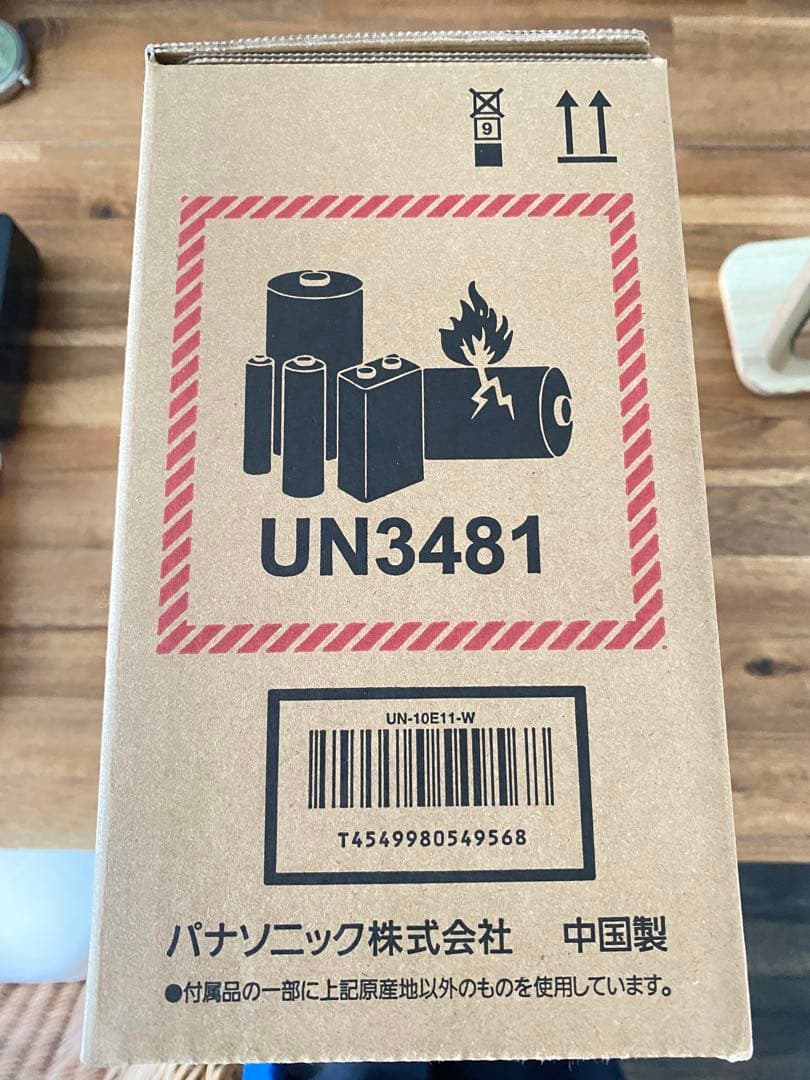 9
UN3481
UN-10E11-W
T4549980549568
パナソニック株式会社 中国製
●付属品の一部に上記原産地以外のものを使用しています。